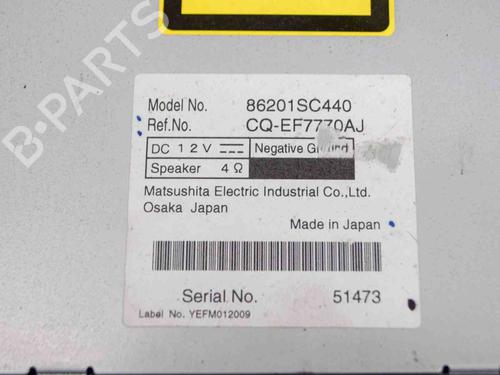 B-PARTS
Model No. 86201SC440
Ref.No. CQ-EF7770AJ
DC 12V Negative Ground
Speaker 4Ω
Matsushita Electric Industrial Co.,Ltd.
Osaka Japan
Made in Japan
Serial No. 51473
Label No. YEFM012009